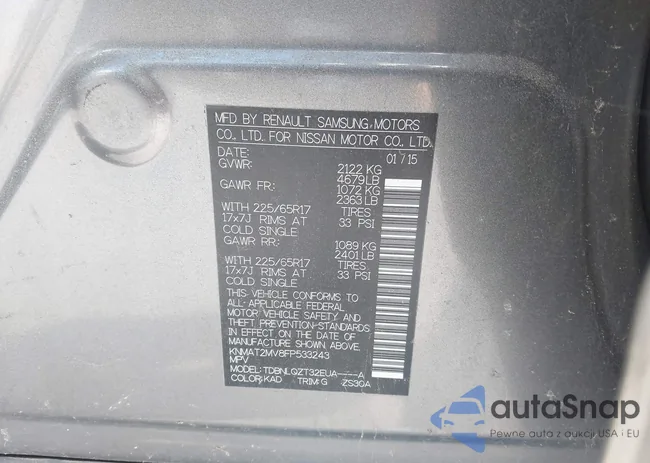 MFD BY RENAULT SAMSUNG MOTORS
CO., LTD. FOR NISSAN MOTOR CO., LTD.
DATE: 01 / 15
GVWR: 2122 KG
4679 LB
GAWR FR: 1072 KG
2363 LB
WITH 225/65R17 TIRES
17x7J RIMS AT 33 PSI
COLD SINGLE
GAWR RR: 1089 KG
2401 LB
WITH 225/65R17 TIRES
17x7J RIMS AT 33 PSI
COLD SINGLE
THIS VEHICLE CONFORMS TO
ALL APPLICABLE FEDERAL
MOTOR VEHICLE SAFETY AND
THEFT PREVENTION STANDARDS
IN EFFECT ON THE DATE OF
MANUFACTURE SHOWN ABOVE.
KNMAT2MV8FP533243
MPV
MODEL:TDBNLQZT32EUA----A
COLOR:KAD TRIM:G ZS30A
autaSnap
Pewne auta z aukcji USA i EU